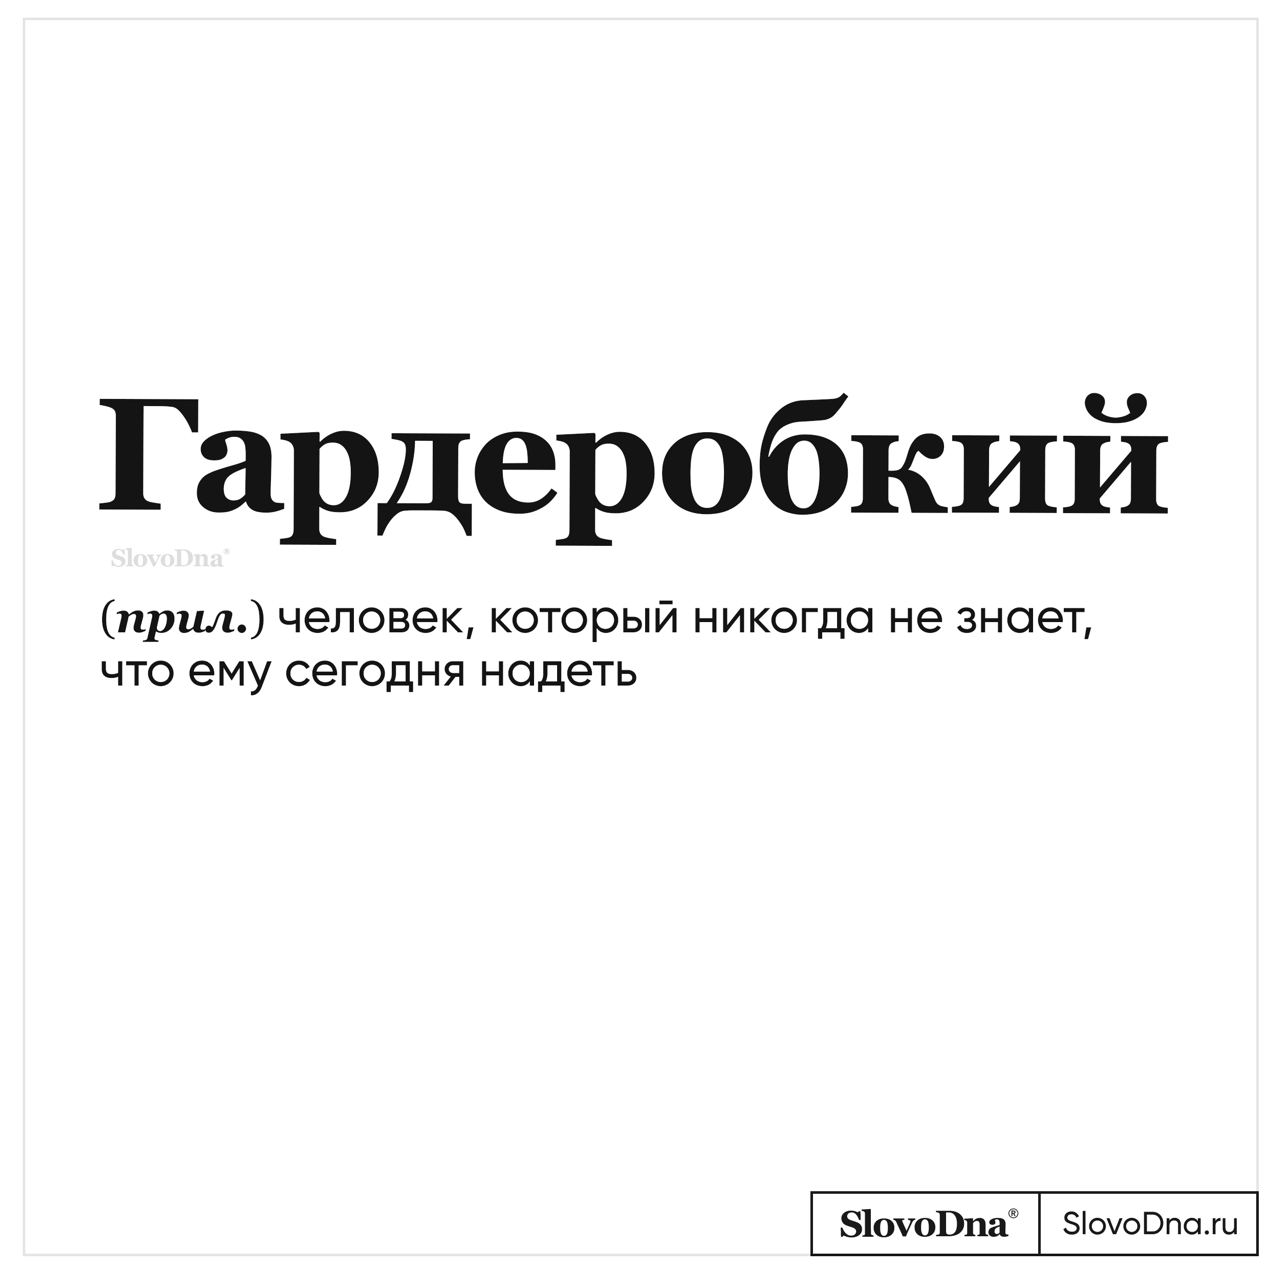 Гардеробкий
SlovoDna®
(прил.) человек, который никогда не знает,
что ему сегодня надеть
SlovoDna® SlovoDna.ru